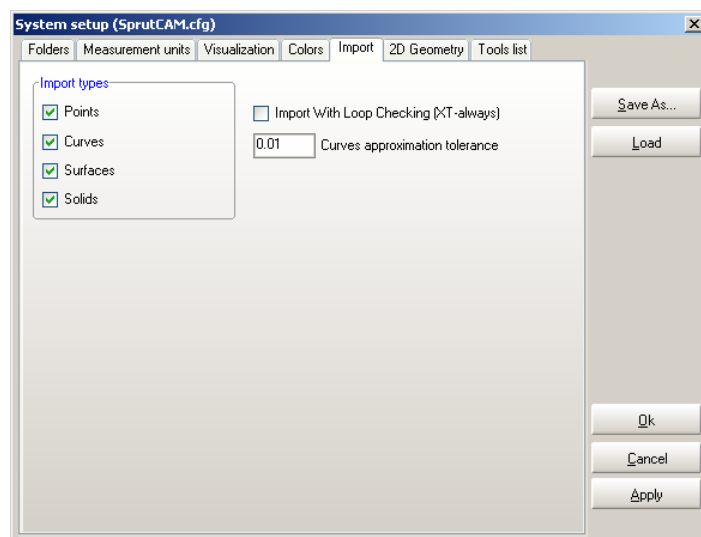 System setup (SprutCAM.cfg)
Folders Measurement units Visualization Colors Import 2D Geometry Tools list
Import types
Points
Curves
Surfaces
Solids
Import With Loop Checking (XT-always)
0.01 Curves approximation tolerance
Save As...
Load
Ok
Cancel
Apply